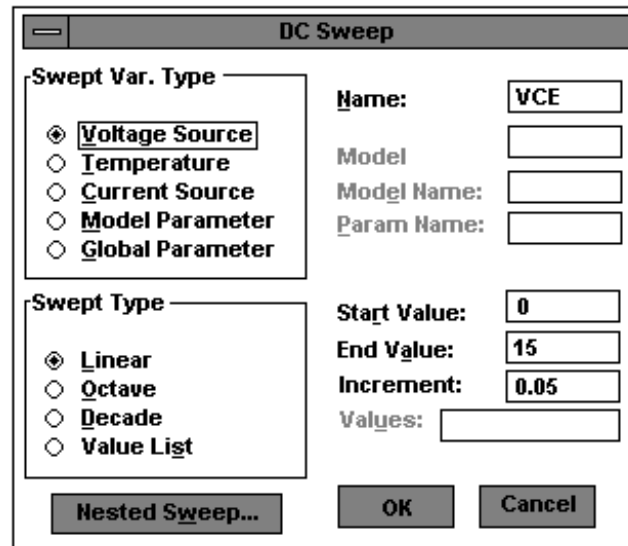 DC Sweep
Swept Var. Type
Voltage Source
Temperature
Current Source
Model Parameter
Global Parameter
Name: VCE
Model
Model Name:
Param Name:
Swept Type
Linear
Octave
Decade
Value List
Start Value: 0
End Value: 15
Increment: 0.05
Values:
Nested Sweep...
OK
Cancel